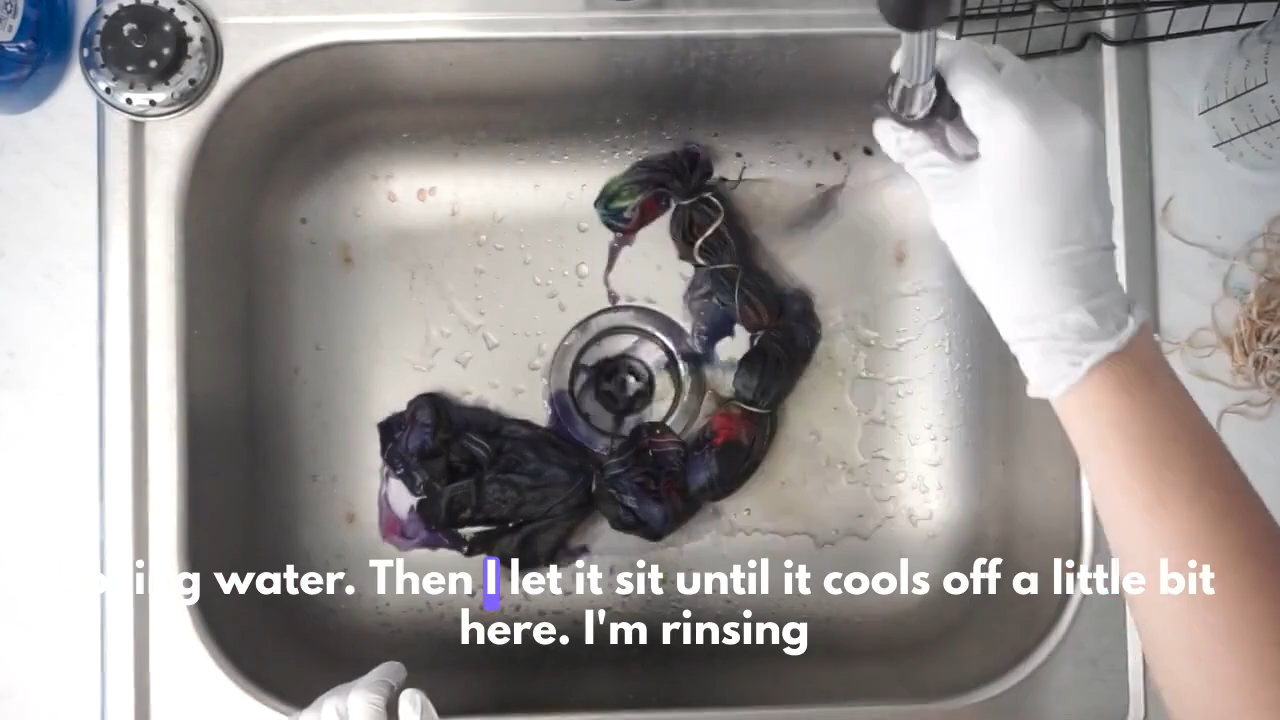 water. Then I let it sit until it cools off a little bit
here. I'm rinsing